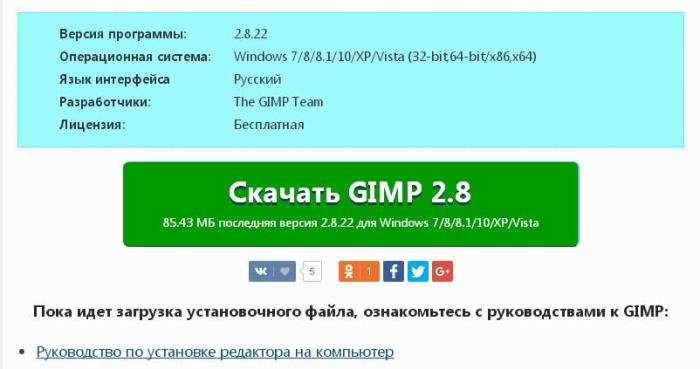 Версия программы: 2.8.22
Операционная система: Windows 7/8/8.1/10/XP/Vista (32-bit,64-bit/x86,x64)
Язык интерфейса Русский
Разработчики: The GIMP Team
Лицензия: Бесплатная
Скачать GIMP 2.8
85.43 МБ последняя версия 2.8.22 для Windows 7/8/8.1/10/XP/Vista
5 1 G+
Пока идет загрузка установочного файла, ознакомьтесь с руководствами к GIMP:
Руководство по установке редактора на компьютер